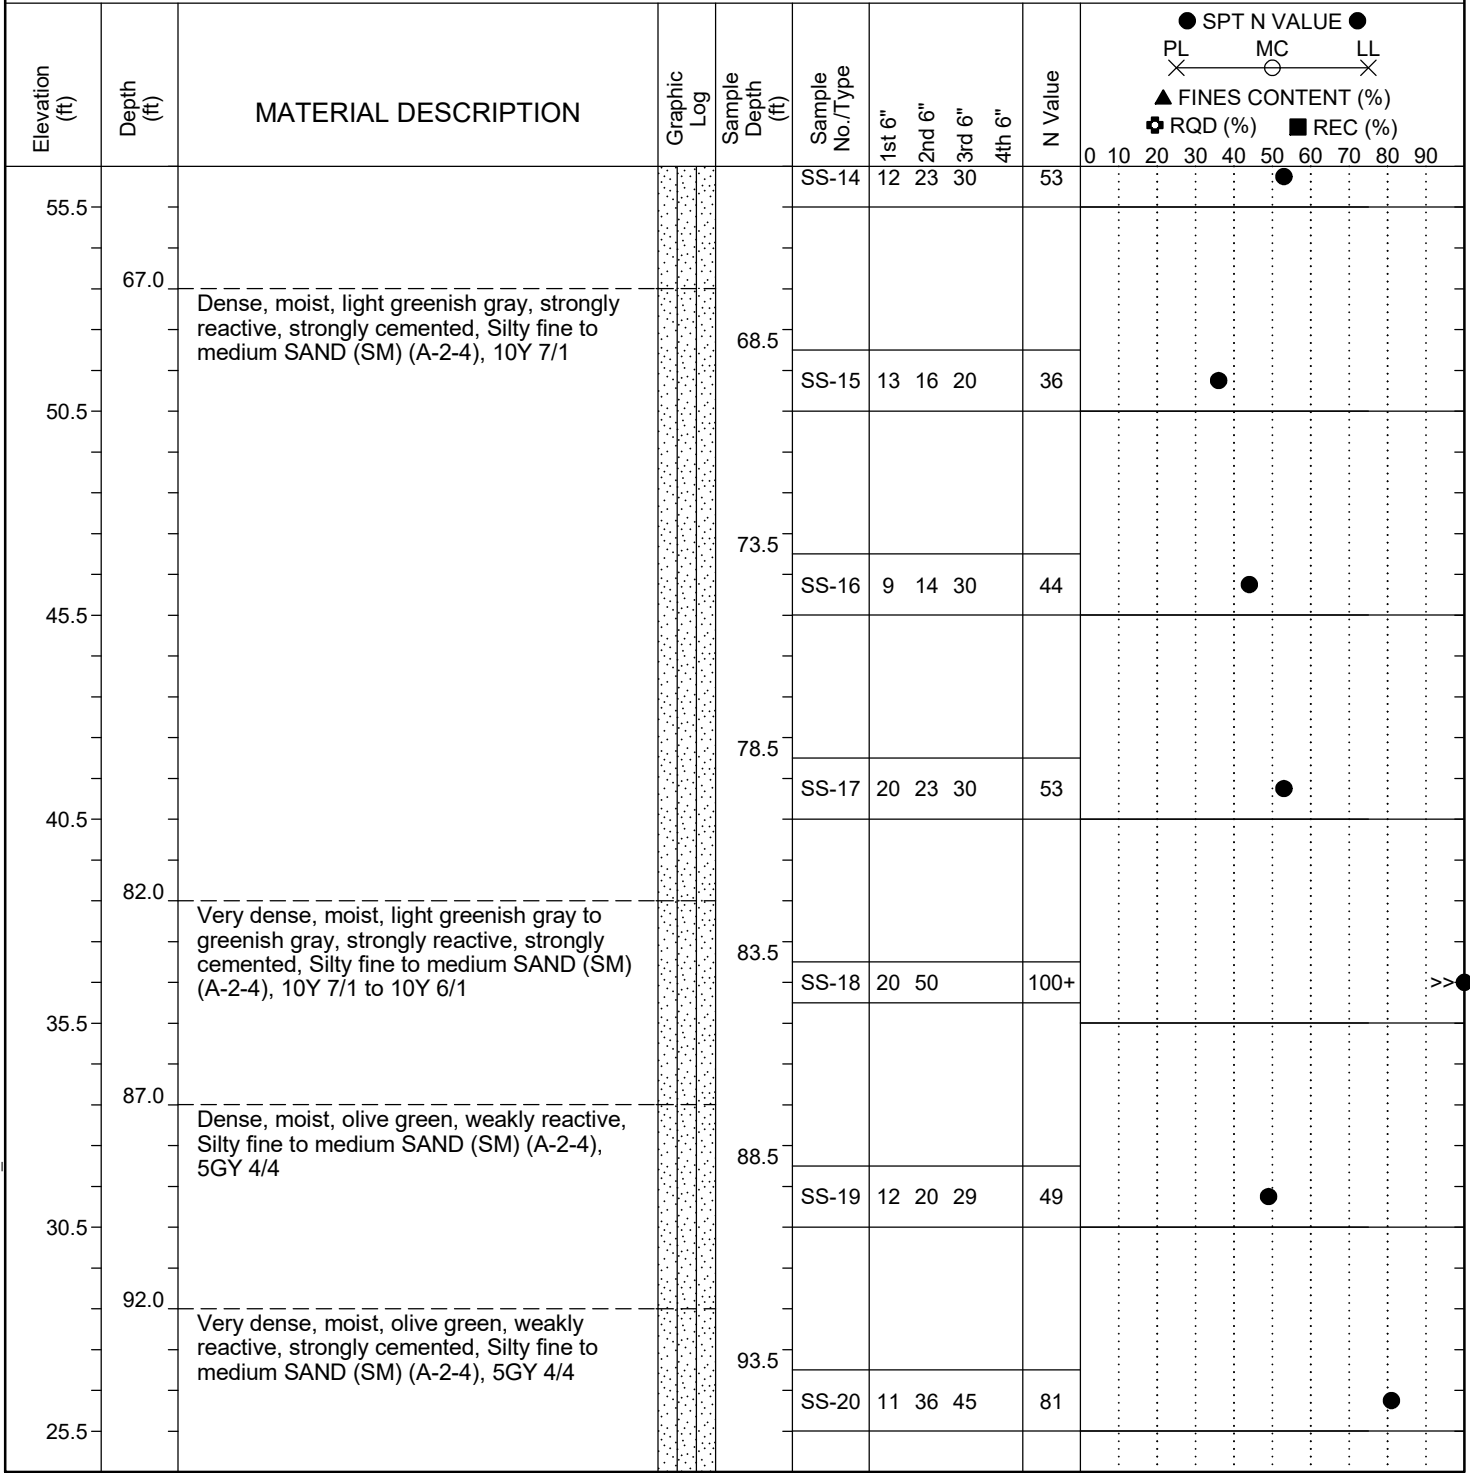 Elevation (ft)
Depth (ft)
MATERIAL DESCRIPTION
Graphic Log
Sample Depth (ft)
Sample No./Type
1st 6"
2nd 6"
3rd 6"
4th 6"
N Value
SPT N VALUE
PL MC LL
FINES CONTENT (%)
RQD (%) REC (%)
0 10 20 30 40 50 60 70 80 90
SS-14 12 23 30 53
55.5
67.0
Dense, moist, light greenish gray, strongly
reactive, strongly cemented, Silty fine to
medium SAND (SM) (A-2-4), 10Y 7/1
68.5
SS-15 13 16 20 36
50.5
73.5
SS-16 9 14 30 44
45.5
78.5
SS-17 20 23 30 53
40.5
82.0
Very dense, moist, light greenish gray to
greenish gray, strongly reactive, strongly
cemented, Silty fine to medium SAND (SM)
(A-2-4), 10Y 7/1 to 10Y 6/1
83.5
SS-18 20 50 100+ >>
35.5
87.0
Dense, moist, olive green, weakly reactive,
Silty fine to medium SAND (SM) (A-2-4),
5GY 4/4
88.5
SS-19 12 20 29 49
30.5
92.0
Very dense, moist, olive green, weakly
reactive, strongly cemented, Silty fine to
medium SAND (SM) (A-2-4), 5GY 4/4
93.5
SS-20 11 36 45 81
25.5